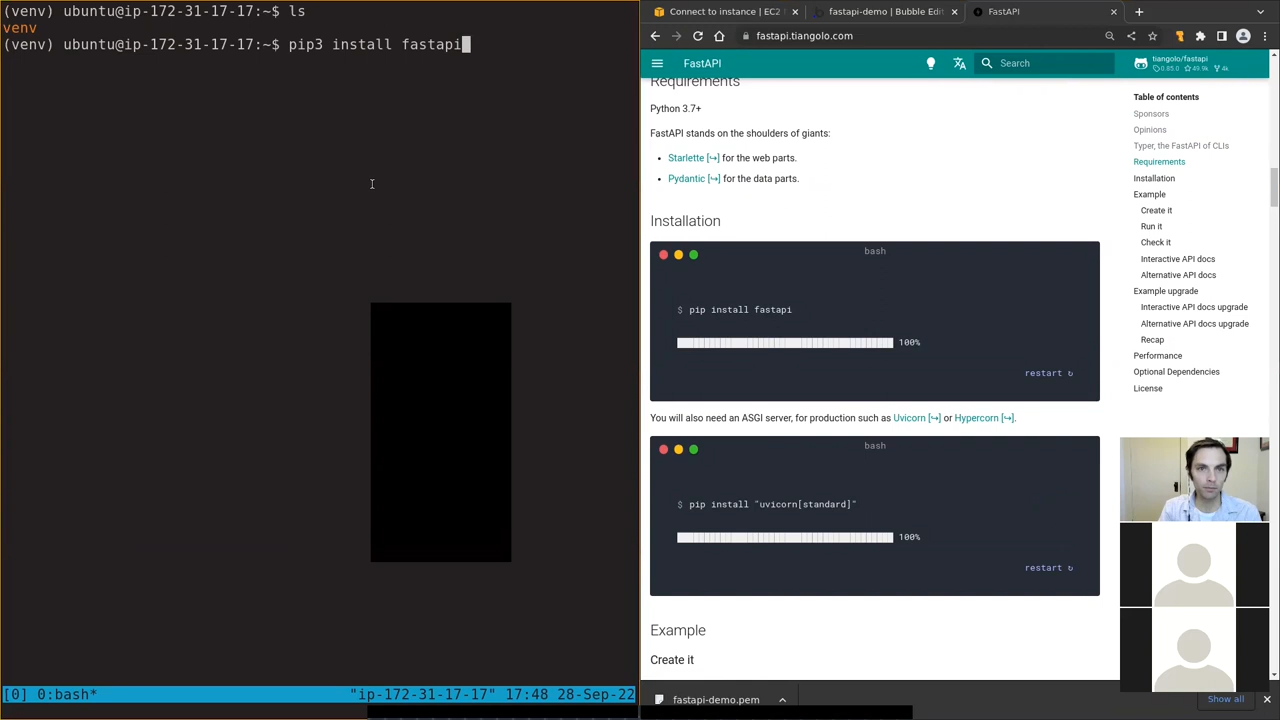 (venv) ubuntu@ip-172-31-17-17:~$ ls
venv
(venv) ubuntu@ip-172-31-17-17:~$ pip3 install fastapi
[0] 0:bash*
"ip-172-31-17-17" 17:48 28-Sep-22
Connect to instance | EC2
fastapi-demo | Bubble Edit
FastAPI
fastapi.tiangolo.com
FastAPI
Search
tiangolo/fastapi
0.85.0 49.9k 4k
Requirements
Python 3.7+
FastAPI stands on the shoulders of giants:
Starlette [↪] for the web parts.
Pydantic [↪] for the data parts.
Installation
bash
$ pip install fastapi
100%
restart ↻
You will also need an ASGI server, for production such as Uvicorn [↪] or Hypercorn [↪].
bash
$ pip install "uvicorn[standard]"
100%
restart ↻
Example
Create it
Table of contents
Sponsors
Opinions
Typer, the FastAPI of CLIs
Requirements
Installation
Example
Create it
Run it
Check it
Interactive API docs
Alternative API docs
Example upgrade
Interactive API docs upgrade
Alternative API docs upgrade
Recap
Performance
Optional Dependencies
License
fastapi-demo.pem
Show all